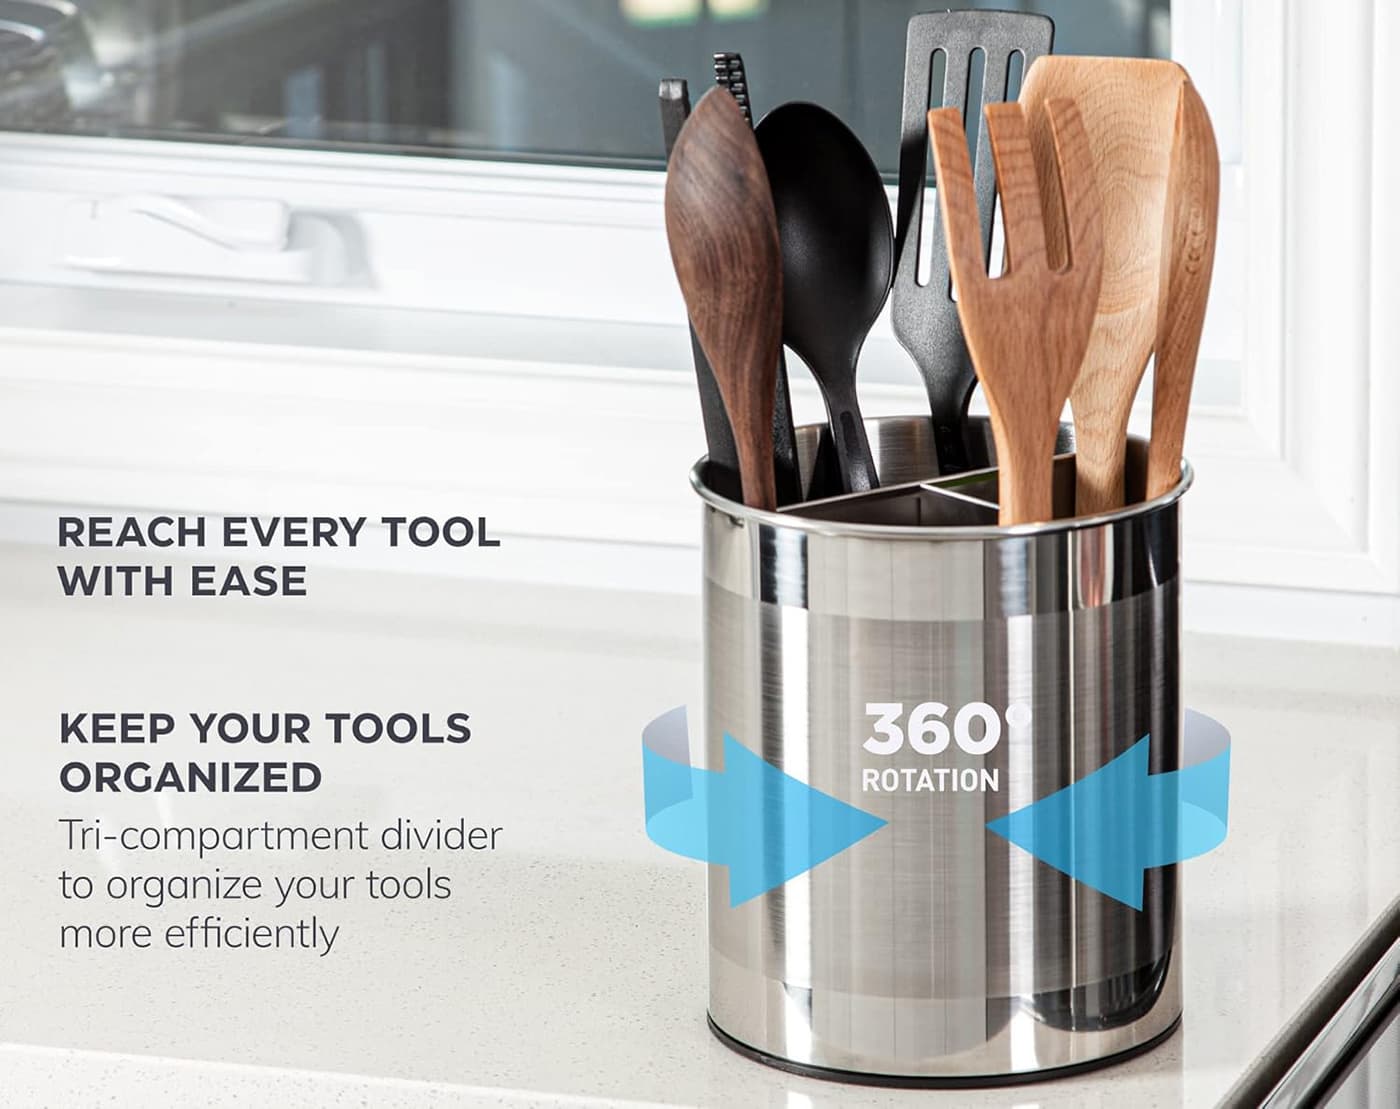 REACH EVERY TOOL
WITH EASE
KEEP YOUR TOOLS
ORGANIZED
Tri-compartment divider
to organize your tools
more efficiently
360°
ROTATION